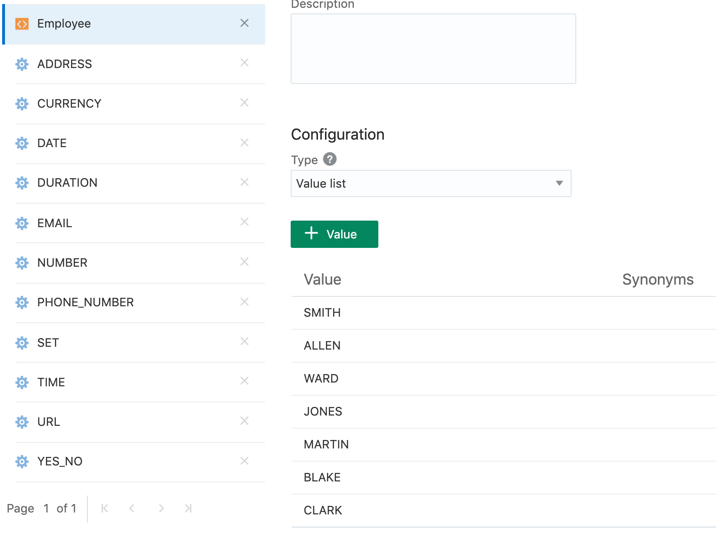 Employee
ADDRESS
CURRENCY
DATE
DURATION
EMAIL
NUMBER
PHONE_NUMBER
SET
TIME
URL
YES_NO
Page 1 of 1
Description
Configuration
Type ?
Value list
+ Value
Value Synonyms
SMITH
ALLEN
WARD
JONES
MARTIN
BLAKE
CLARK